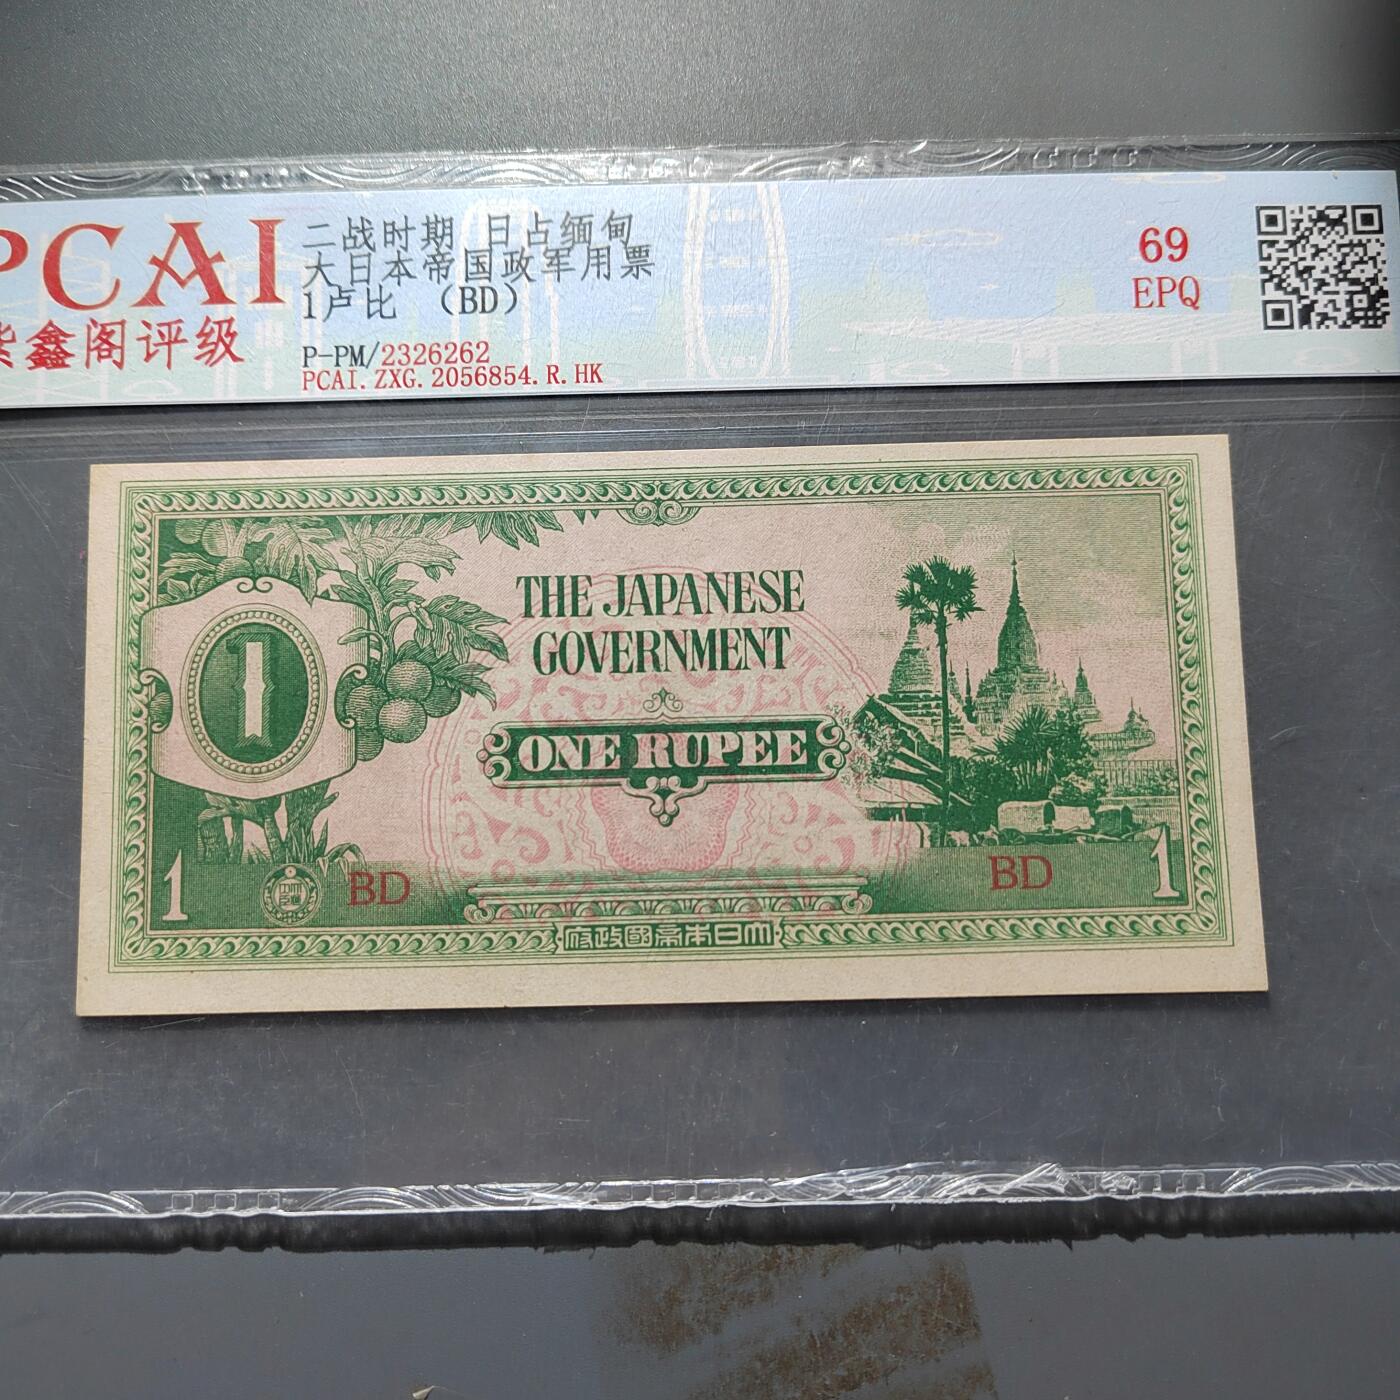 PCAI
紫鑫阁评级
二战时期 日占缅甸
大日本帝国政军用票
1卢比 （BD）
P-PM/2326262
PCAI.ZXG.2056854.R.HK
69
EPQ
THE JAPANESE
GOVERNMENT
1
ONE RUPEE
1
BD
BD
1
府政國帝本日大